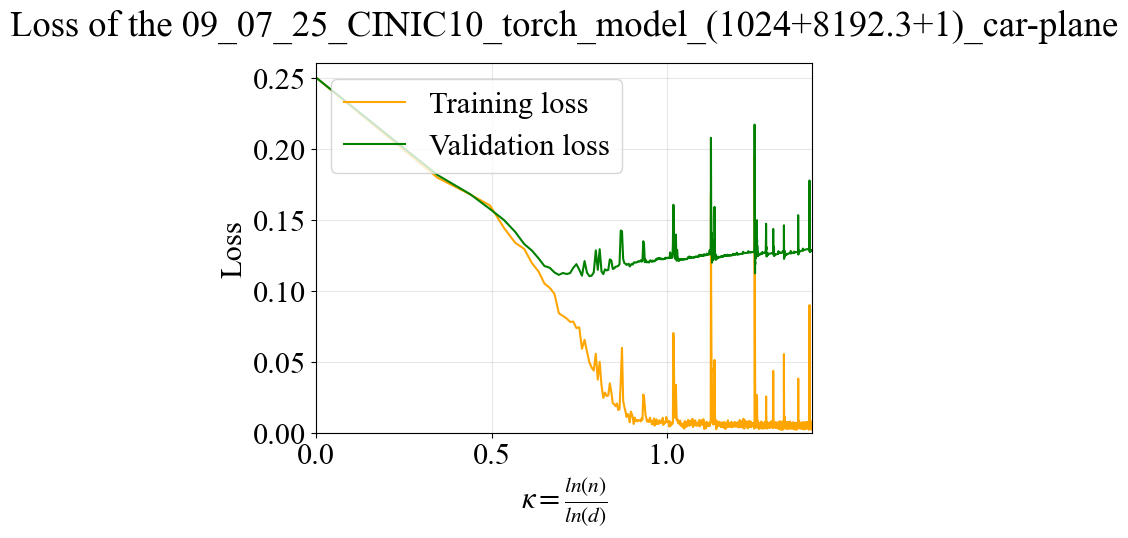 Loss of the 09_07_25_CINIC10_torch_model_(1024+8192.3+1)_car-plane
0.25
0.20
0.15
0.10
0.05
0.00
Loss
Training loss
Validation loss
0.0 0.5 1.0
κ = ln(n)/ln(d)